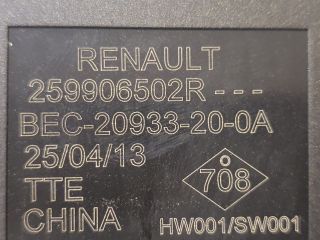 RENAULT
259906502R - - -
BEC-20933-20-0A
25/04/13
708
TTE
CHINA
HW001/SW001